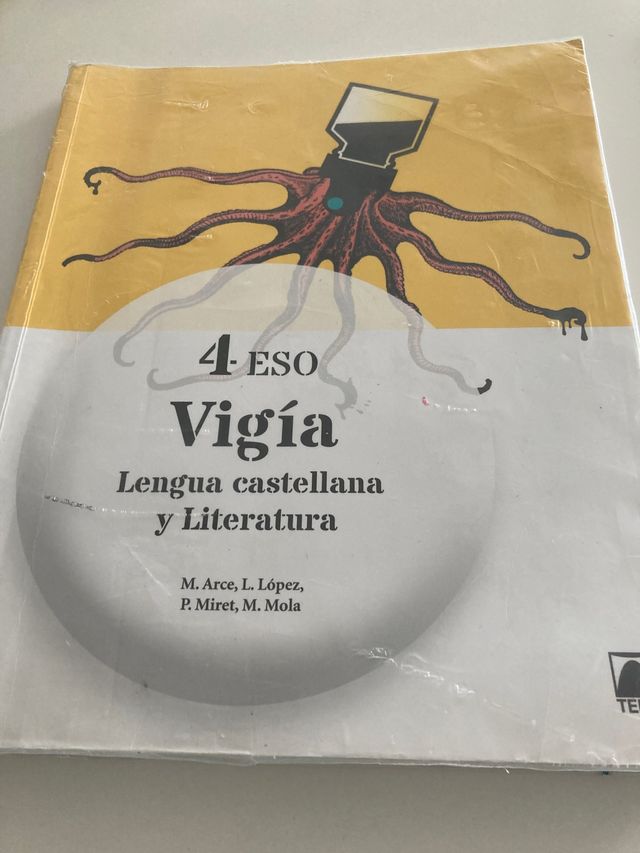 4- ESO
Vigía
Lengua castellana
y Literatura
M. Arce, L. López,
P. Miret, M. Mola